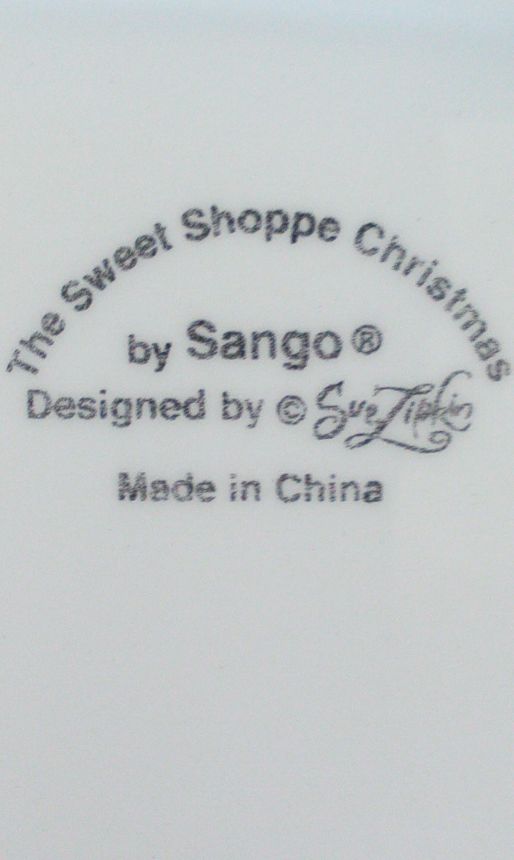 The Sweet Shoppe Christmas
by Sango®
Designed by © Sue Zipkin
Made in China